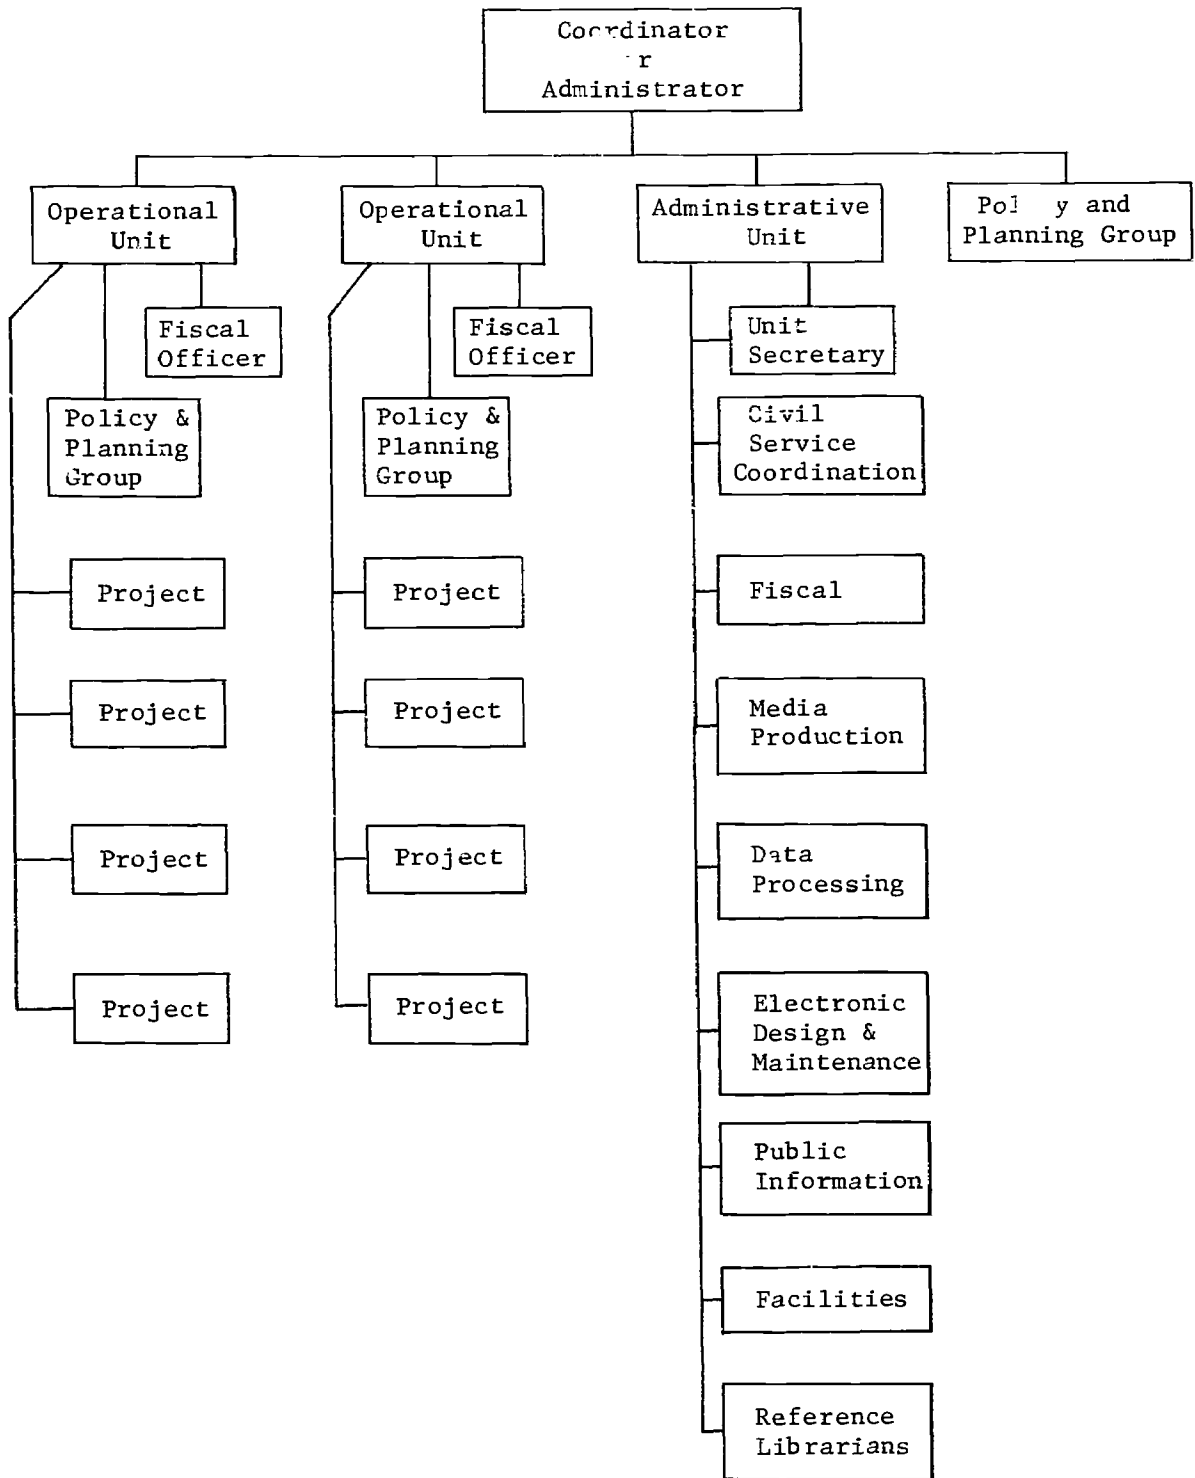 Coordinator
r
Administrator
Operational
Unit
Operational
Unit
Administrative
Unit
Pol y and
Planning Group
Fiscal
Officer
Fiscal
Officer
Unit
Secretary
Policy &
Planning
Group
Policy &
Planning
Group
Civil
Service
Coordination
Project
Project
Fiscal
Project
Project
Media
Production
Project
Project
Data
Processing
Project
Project
Electronic
Design &
Maintenance
Public
Information
Facilities
Reference
Librarians